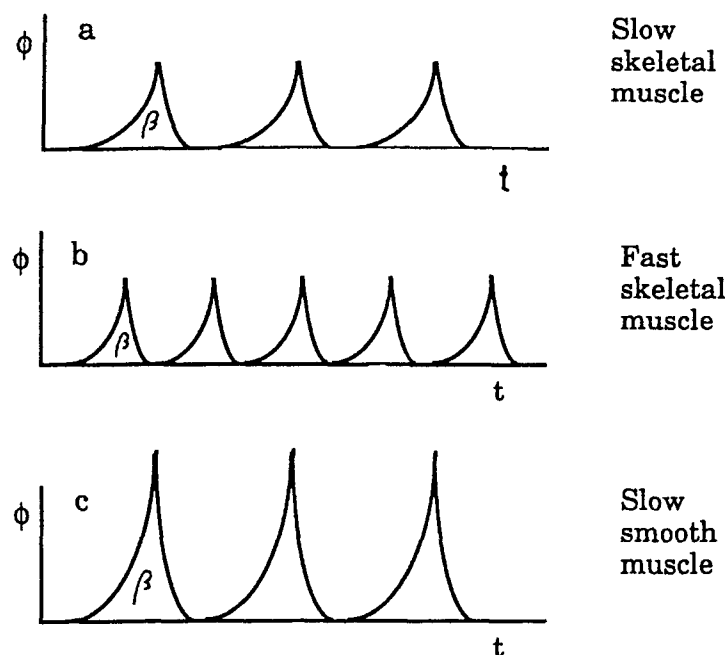 ϕ
a
β
t
Slow
skeletal
muscle
ϕ
b
β
t
Fast
skeletal
muscle
ϕ
c
β
t
Slow
smooth
muscle